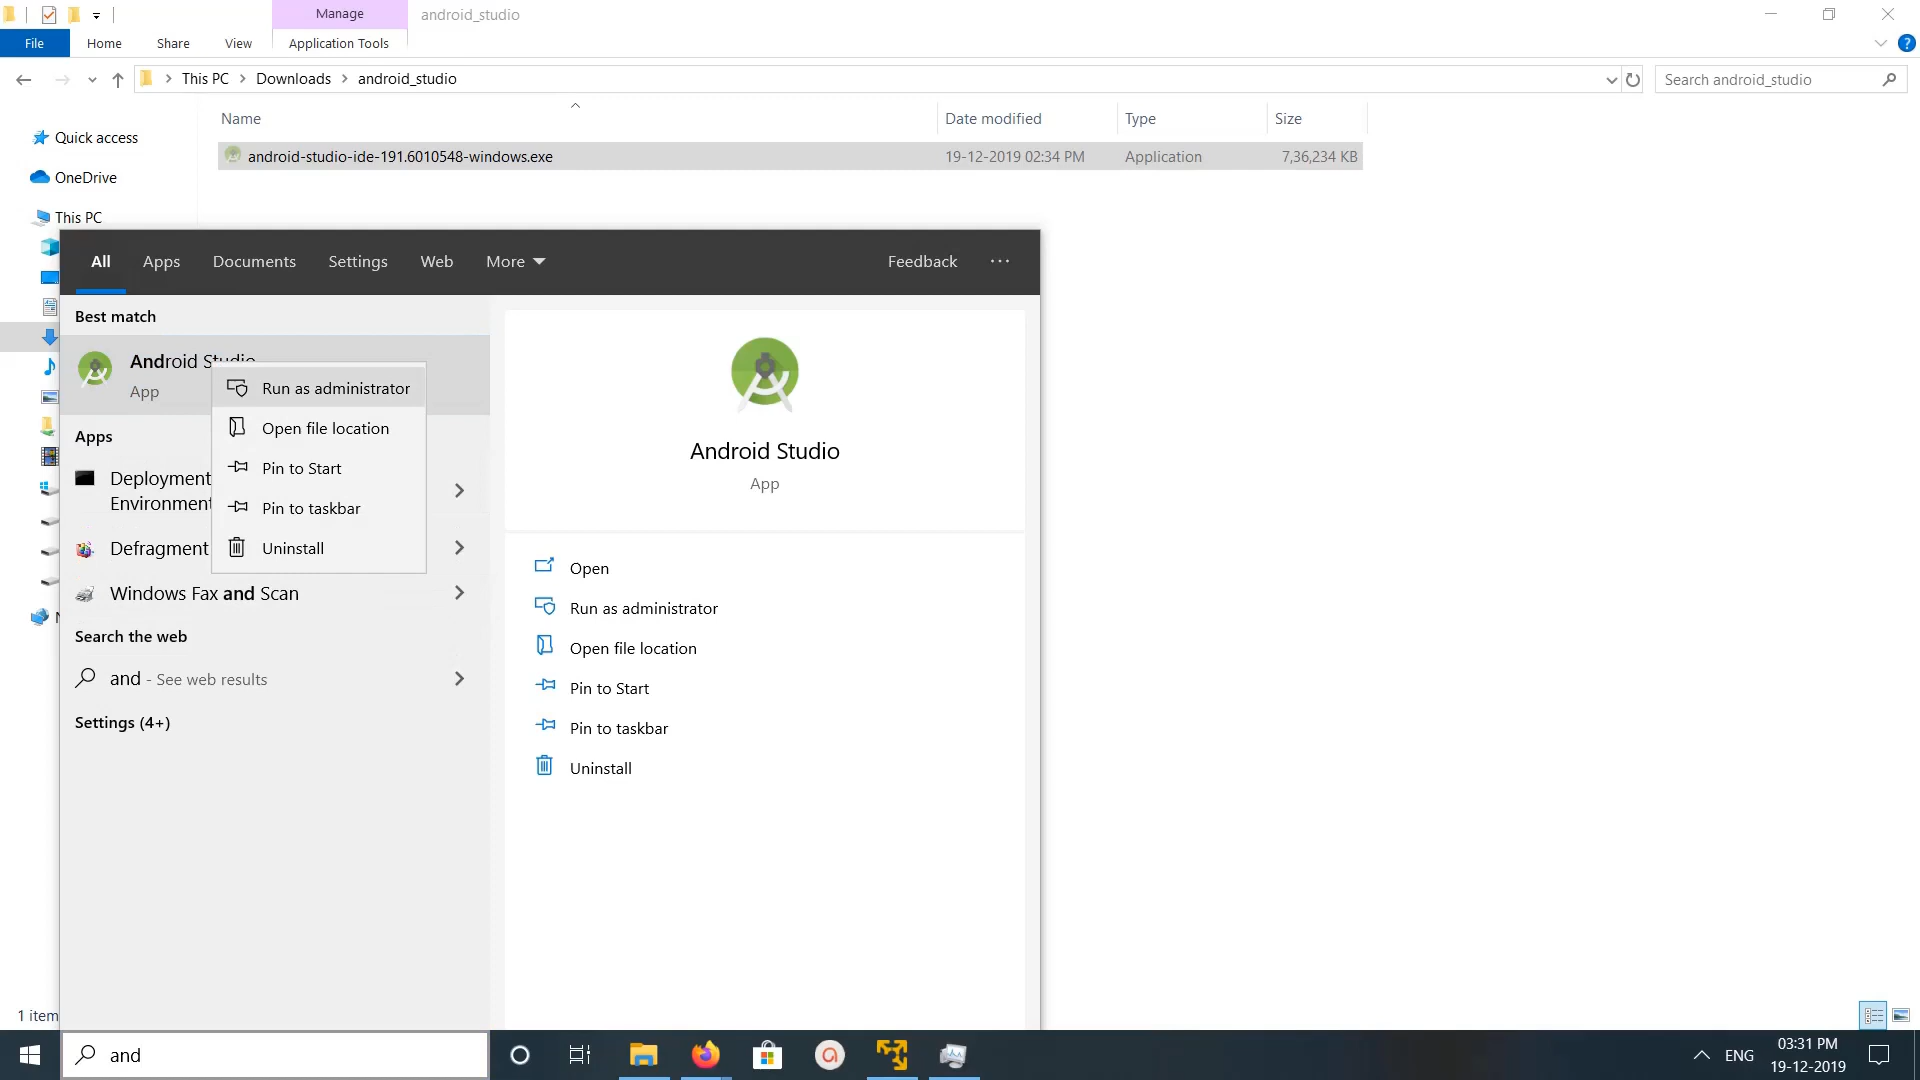 Manage
android_studio
File
Home
Share
View
Application Tools
This PC
Downloads
android_studio
Search android_studio
Name
Date modified
Type
Size
android-studio-ide-191.6010548-windows.exe
19-12-2019 02:34 PM
Application
7,36,234 KB
Quick access
OneDrive
This PC
All
Apps
Documents
Settings
Web
More
Feedback
Best match
Android Studio
App
Run as administrator
Open file location
Pin to Start
Pin to taskbar
Uninstall
Apps
Deployment
Environment
Defragment
Windows Fax and Scan
Search the web
and - See web results
Settings (4+)
Android Studio
App
Open
Run as administrator
Open file location
Pin to Start
Pin to taskbar
Uninstall
1 item
and
ENG
03:31 PM
19-12-2019